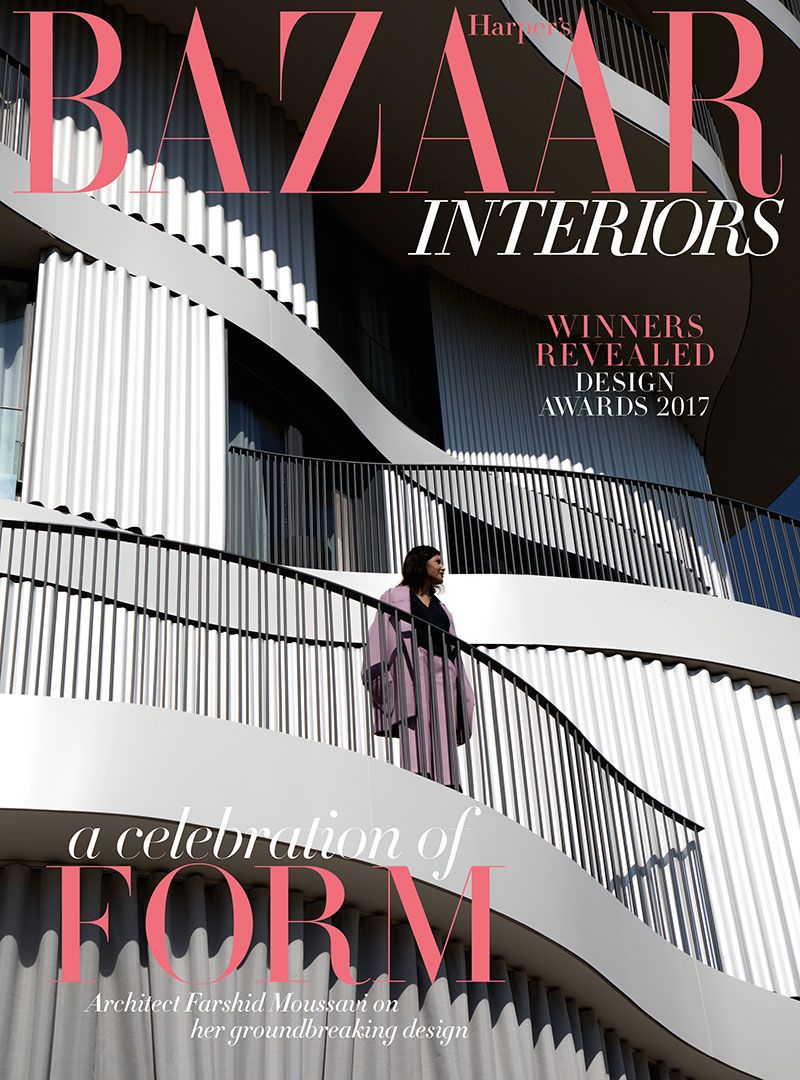 Harper's
BAZAAR
INTERIORS
WINNERS
REVEALED
DESIGN
AWARDS 2017
a celebration of
FORM
Architect Farshid Moussavi on
her groundbreaking design